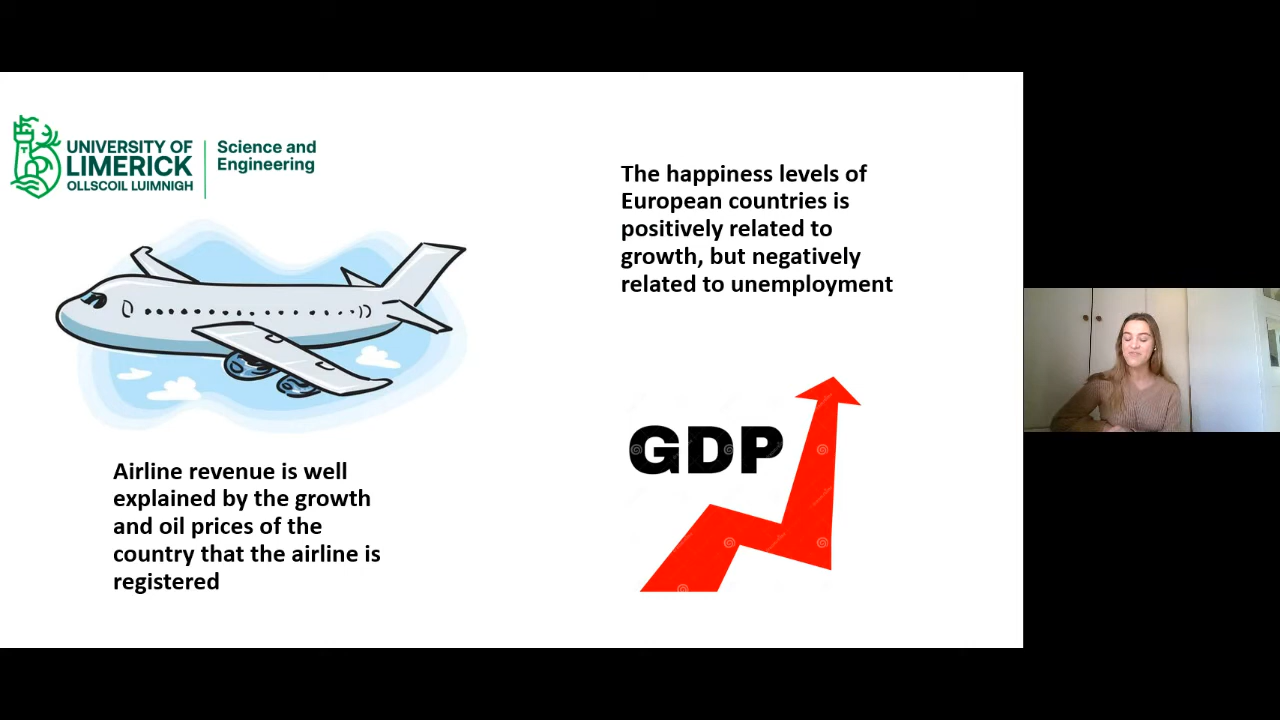 UNIVERSITY OF
LIMERICK
OLLSCOIL LUIMNIGH
Science and
Engineering
The happiness levels of
European countries is
positively related to
growth, but negatively
related to unemployment
GDP
Airline revenue is well
explained by the growth
and oil prices of the
country that the airline is
registered